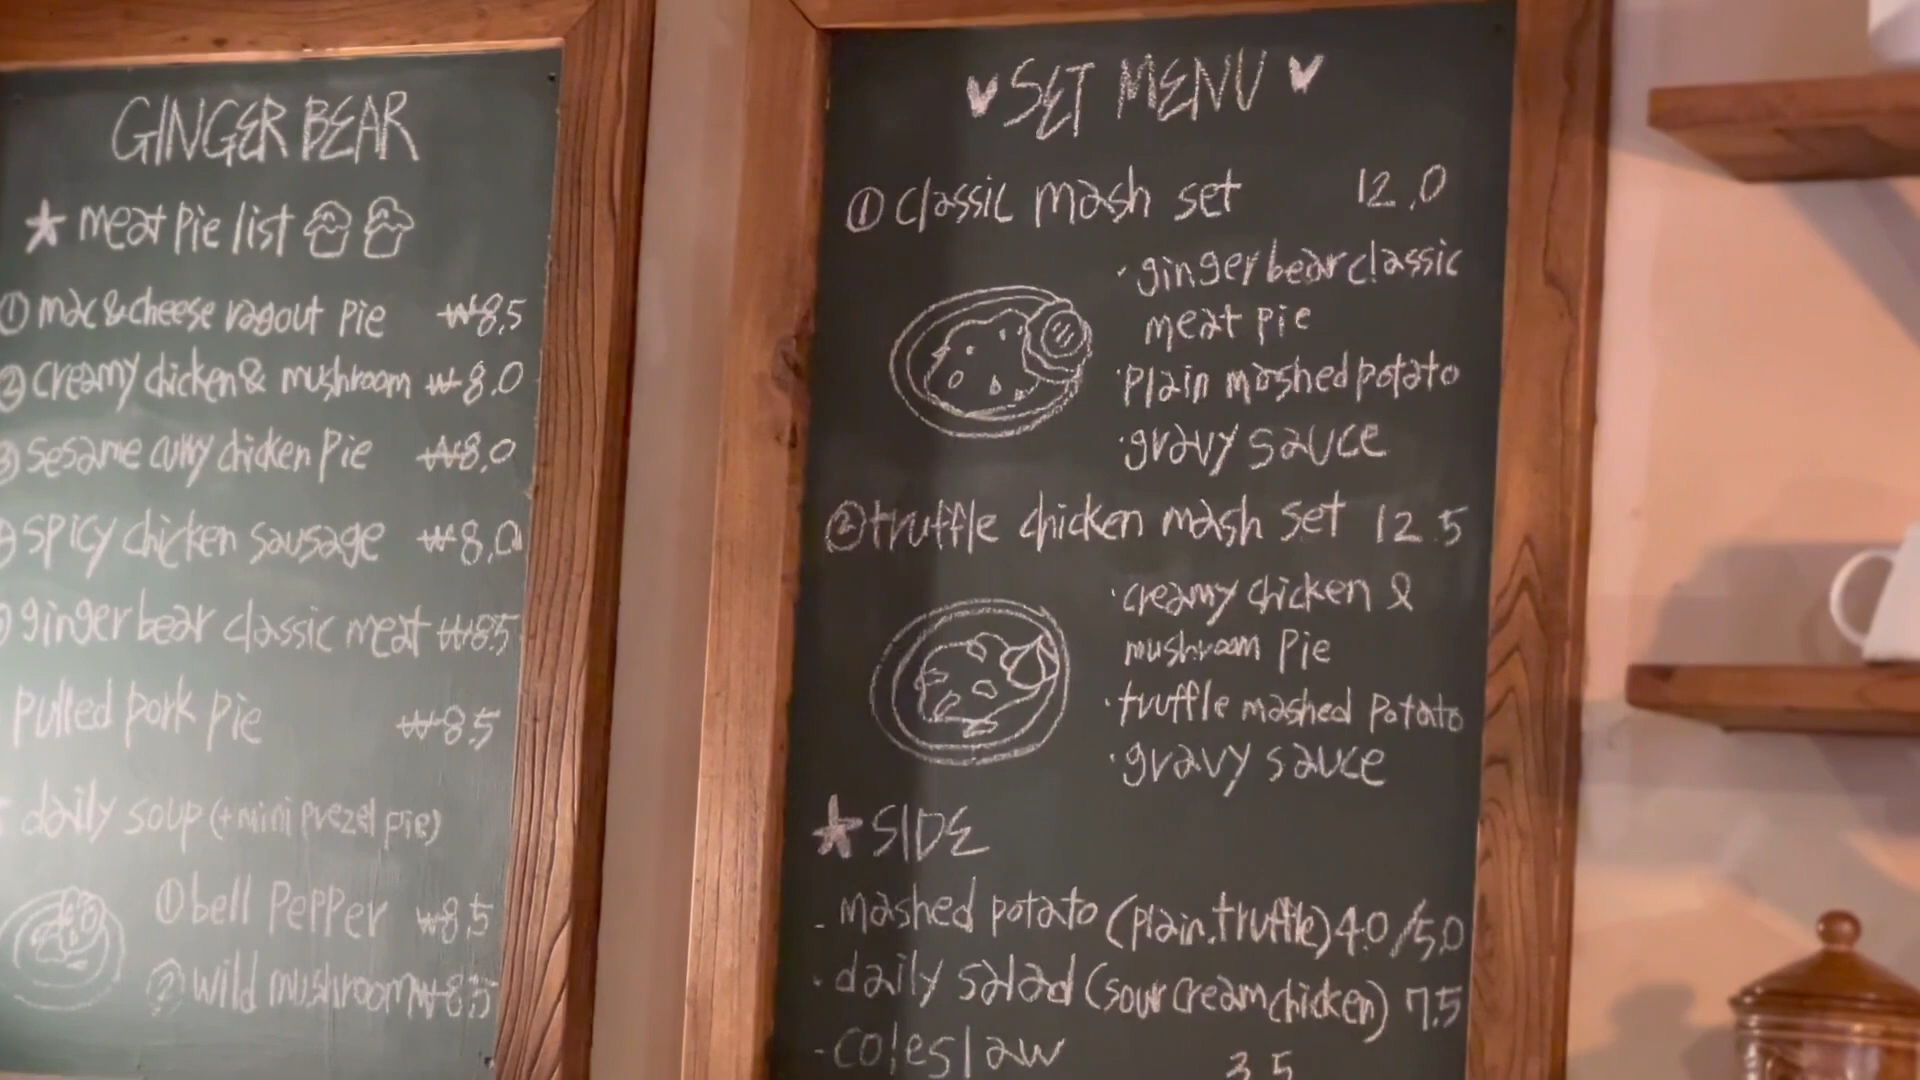 GINGER BEAR
★ meat pie list
① mac & cheese ragout pie ₩8.5
② creamy chicken & mushroom ₩8.0
③ sesame curry chicken pie ₩8.0
④ spicy chicken sausage ₩8.0
⑤ ginger bear classic meat ₩8.5
pulled pork pie ₩8.5
daily soup (+mini prezel pie)
① bell pepper ₩8.5
② wild mushroom ₩8.5
♥ SET MENU ♥
① classic mash set 12.0
· ginger bear classic
meat pie
· plain mashed potato
· gravy sauce
② truffle chicken mash set 12.5
· creamy chicken &
mushroom pie
· truffle mashed potato
· gravy sauce
★ SIDE
- mashed potato (plain, truffle) 4.0/5.0
- daily salad (sour cream chicken) 7.5
- coleslaw 3.5